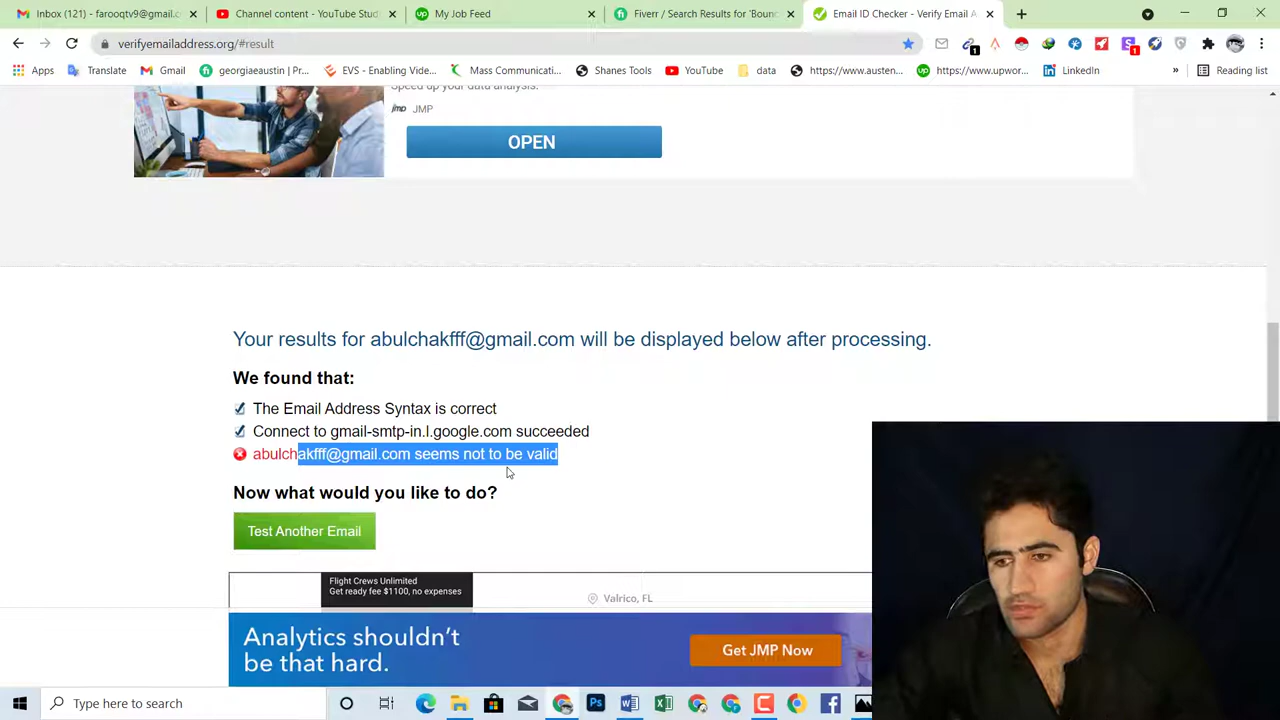 Inbox (121) - farooqtv9@gmail.c
Channel content - YouTube Stud
My Job Feed
Fiverr / Search Results for 'Boun
Email ID Checker - Verify Email A
verifyemailaddress.org/#result
Apps
Translate
Gmail
georgiaeaustin | Pr...
EVS - Enabling Vide...
Mass Communicati...
Shanes Tools
YouTube
data
https://www.austen...
https://www.upwor...
LinkedIn
»
Reading list
Speed up your data analysis.
jmp JMP
OPEN
Your results for abulchakfff@gmail.com will be displayed below after processing.
We found that:
The Email Address Syntax is correct
Connect to gmail-smtp-in.l.google.com succeeded
abulchakfff@gmail.com seems not to be valid
Now what would you like to do?
Test Another Email
Flight Crews Unlimited
Get ready fee $1100, no expenses
Valrico, FL
Analytics shouldn't
be that hard.
Get JMP Now
Type here to search